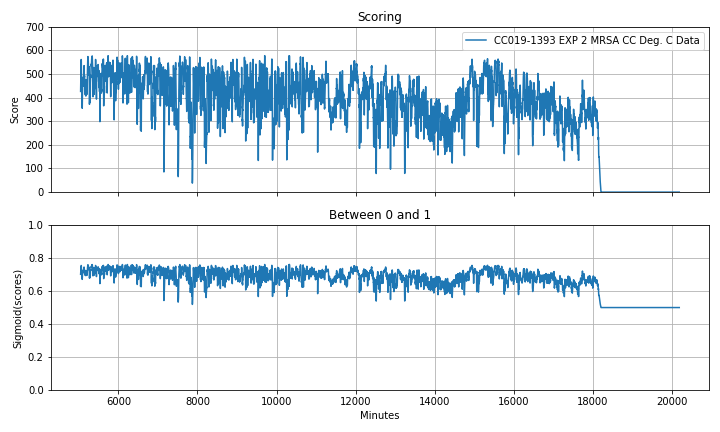 Scoring
700
600
500
400
300
200
100
0
Score
CC019-1393 EXP 2 MRSA CC Deg. C Data
Between 0 and 1
1.0
0.8
0.6
0.4
0.2
0.0
Sigmoid(scores)
6000 8000 10000 12000 14000 16000 18000 20000
Minutes